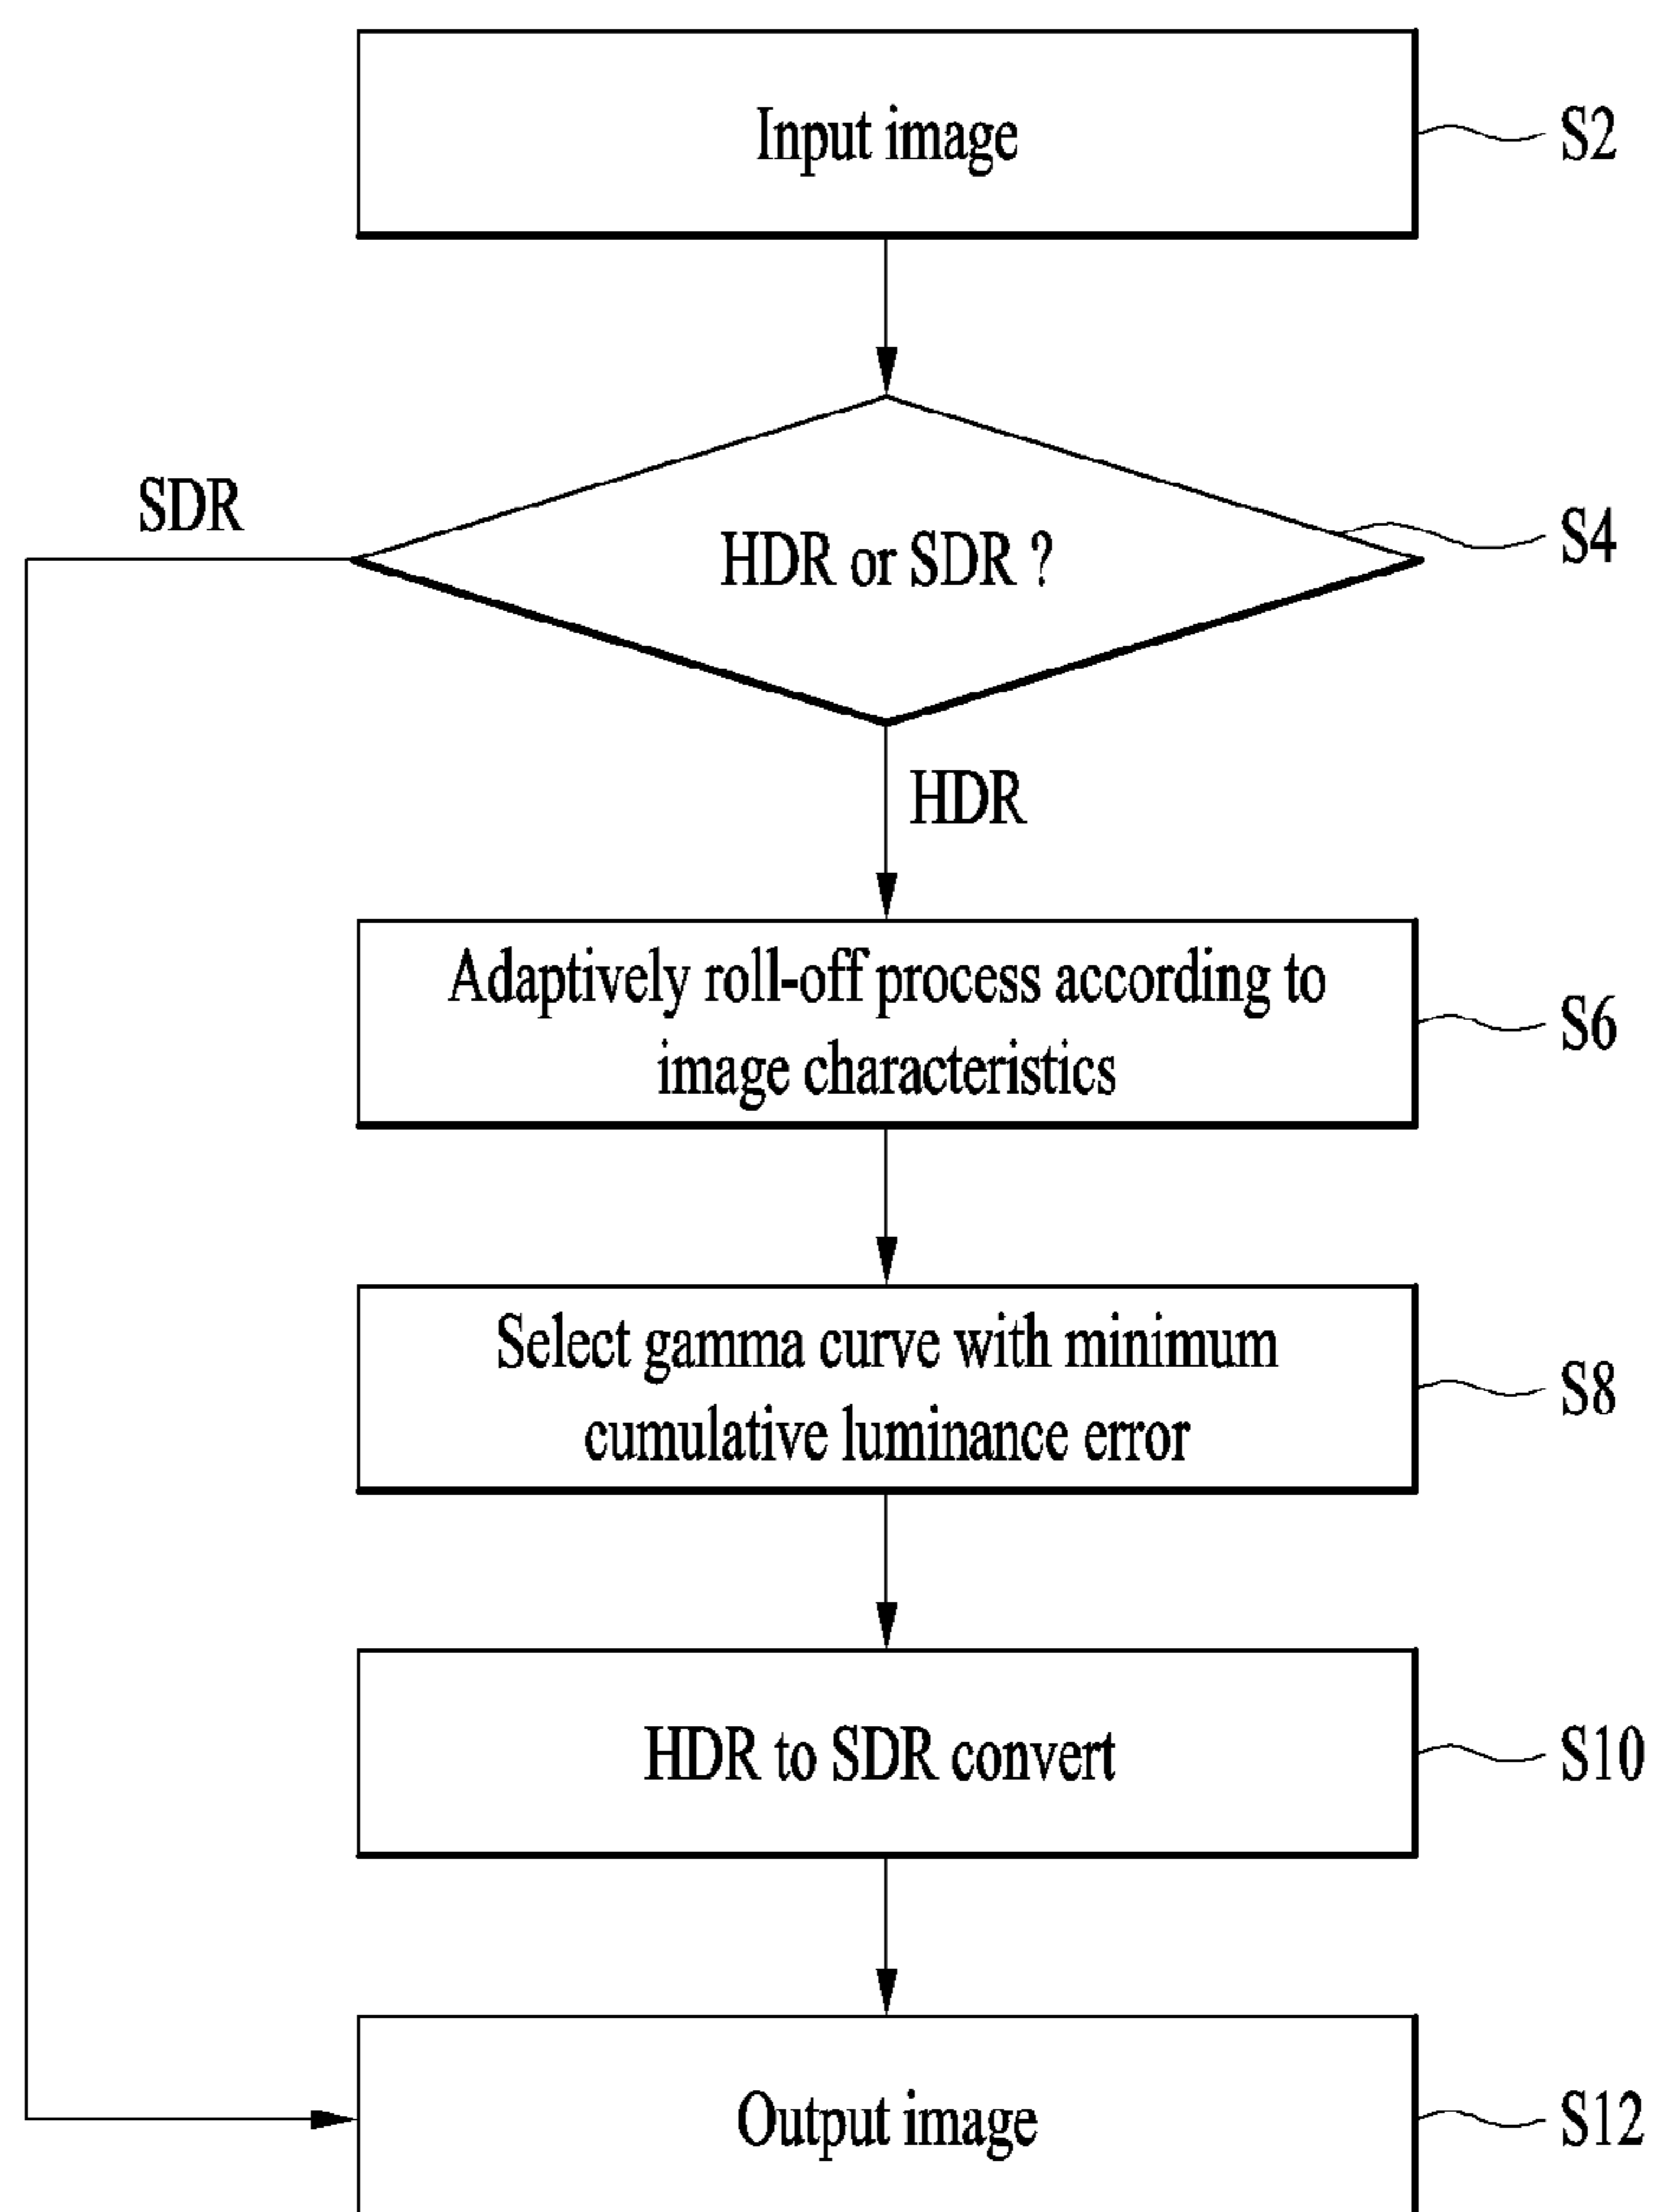 Input image
S2
SDR
HDR or SDR ?
S4
HDR
Adaptively roll-off process according to
image characteristics
S6
Select gamma curve with minimum
cumulative luminance error
S8
HDR to SDR convert
S10
Output image
S12